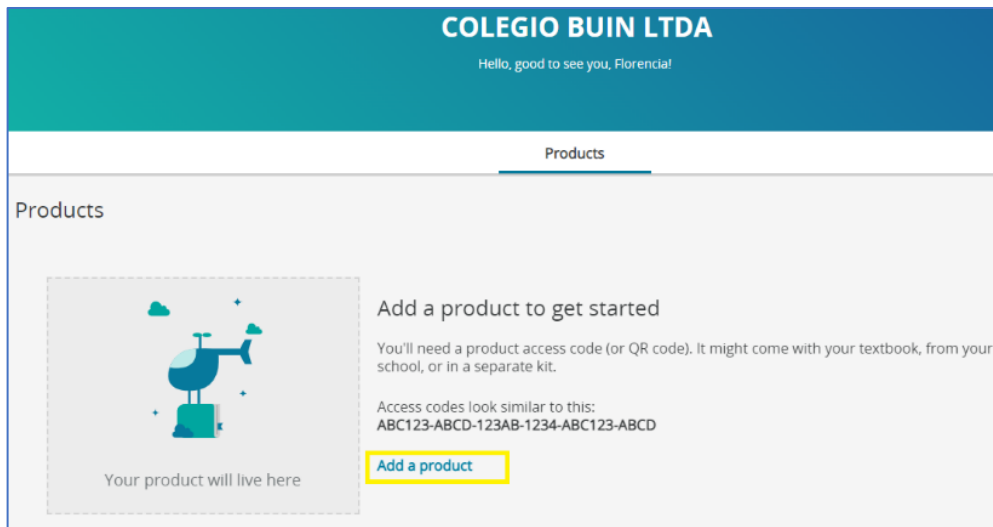 COLEGIO BUIN LTDA
Hello, good to see you, Florencia!
Products
Products
Add a product to get started
You'll need a product access code (or QR code). It might come with your textbook, from your
school, or in a separate kit.
Access codes look similar to this:
ABC123-ABCD-123AB-1234-ABC123-ABCD
Add a product
Your product will live here